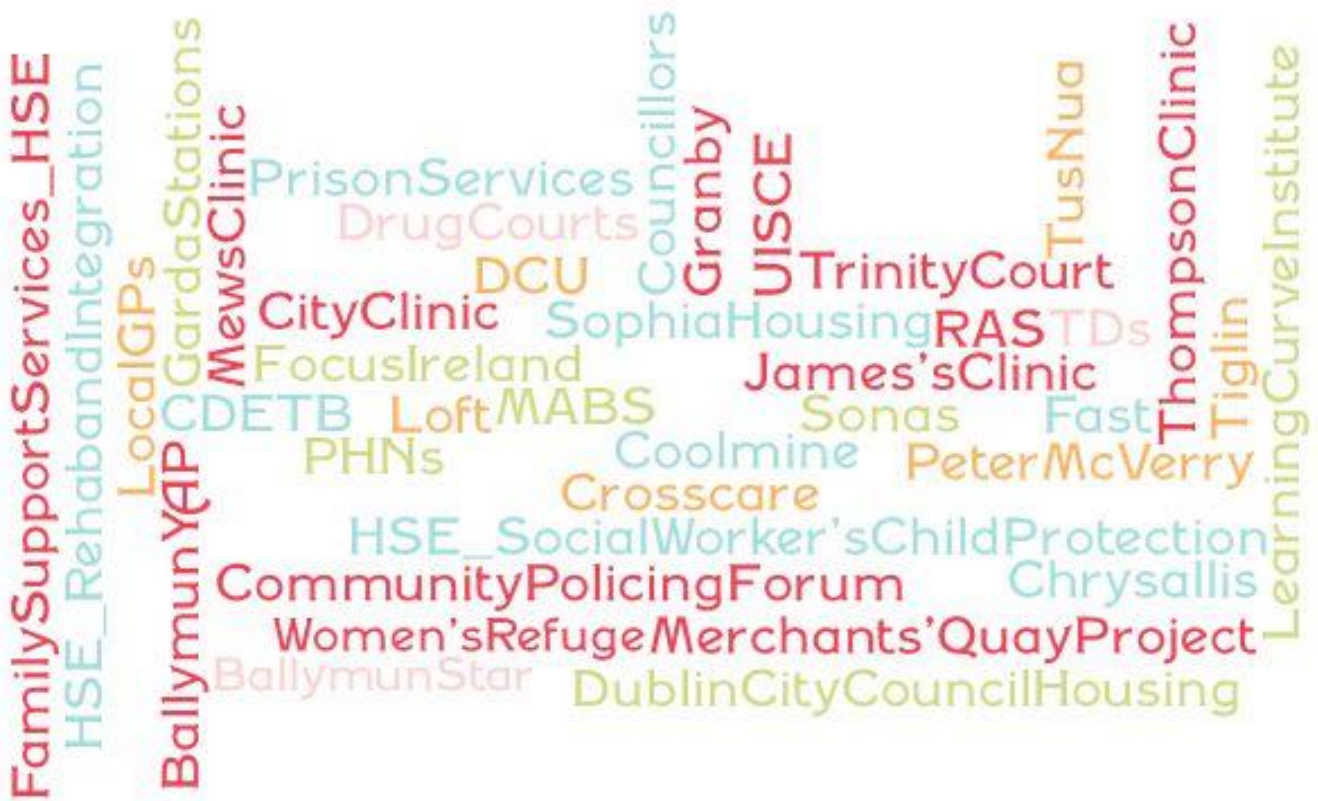 FamilySupportServices_HSE
HSE_RehabandIntegration
LocalGPs
GardaStations
MewsClinic
BallymunYAP
PrisonServices
DrugCourts
Councillors
Granby
UISCE
TusNua
ThompsonClinic
Tiglin
LearningCurveInstitute
DCU
TrinityCourt
CityClinic
SophiaHousing
RAS
TDs
FocusIreland
James'sClinic
CDETB
Loft
MABS
Sonas
Fast
PHNs
Coolmine
PeterMcVerry
Crosscare
HSE_SocialWorker'sChildProtection
CommunityPolicingForum
Chrysallis
Women'sRefuge
Merchants'QuayProject
BallymunStar
DublinCityCouncilHousing